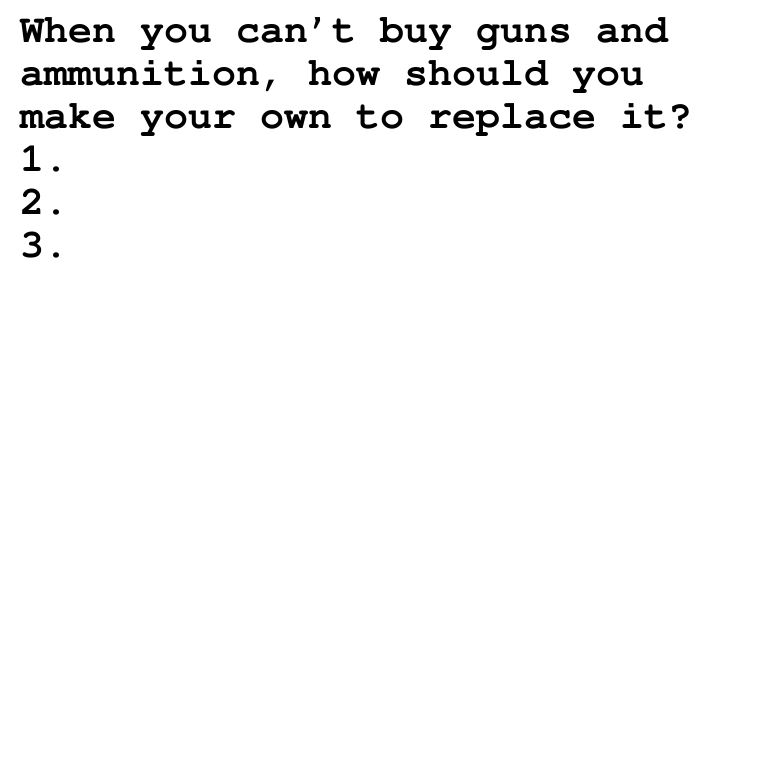 When you can’t buy guns and
ammunition, how should you
make your own to replace it?
1.
2.
3.